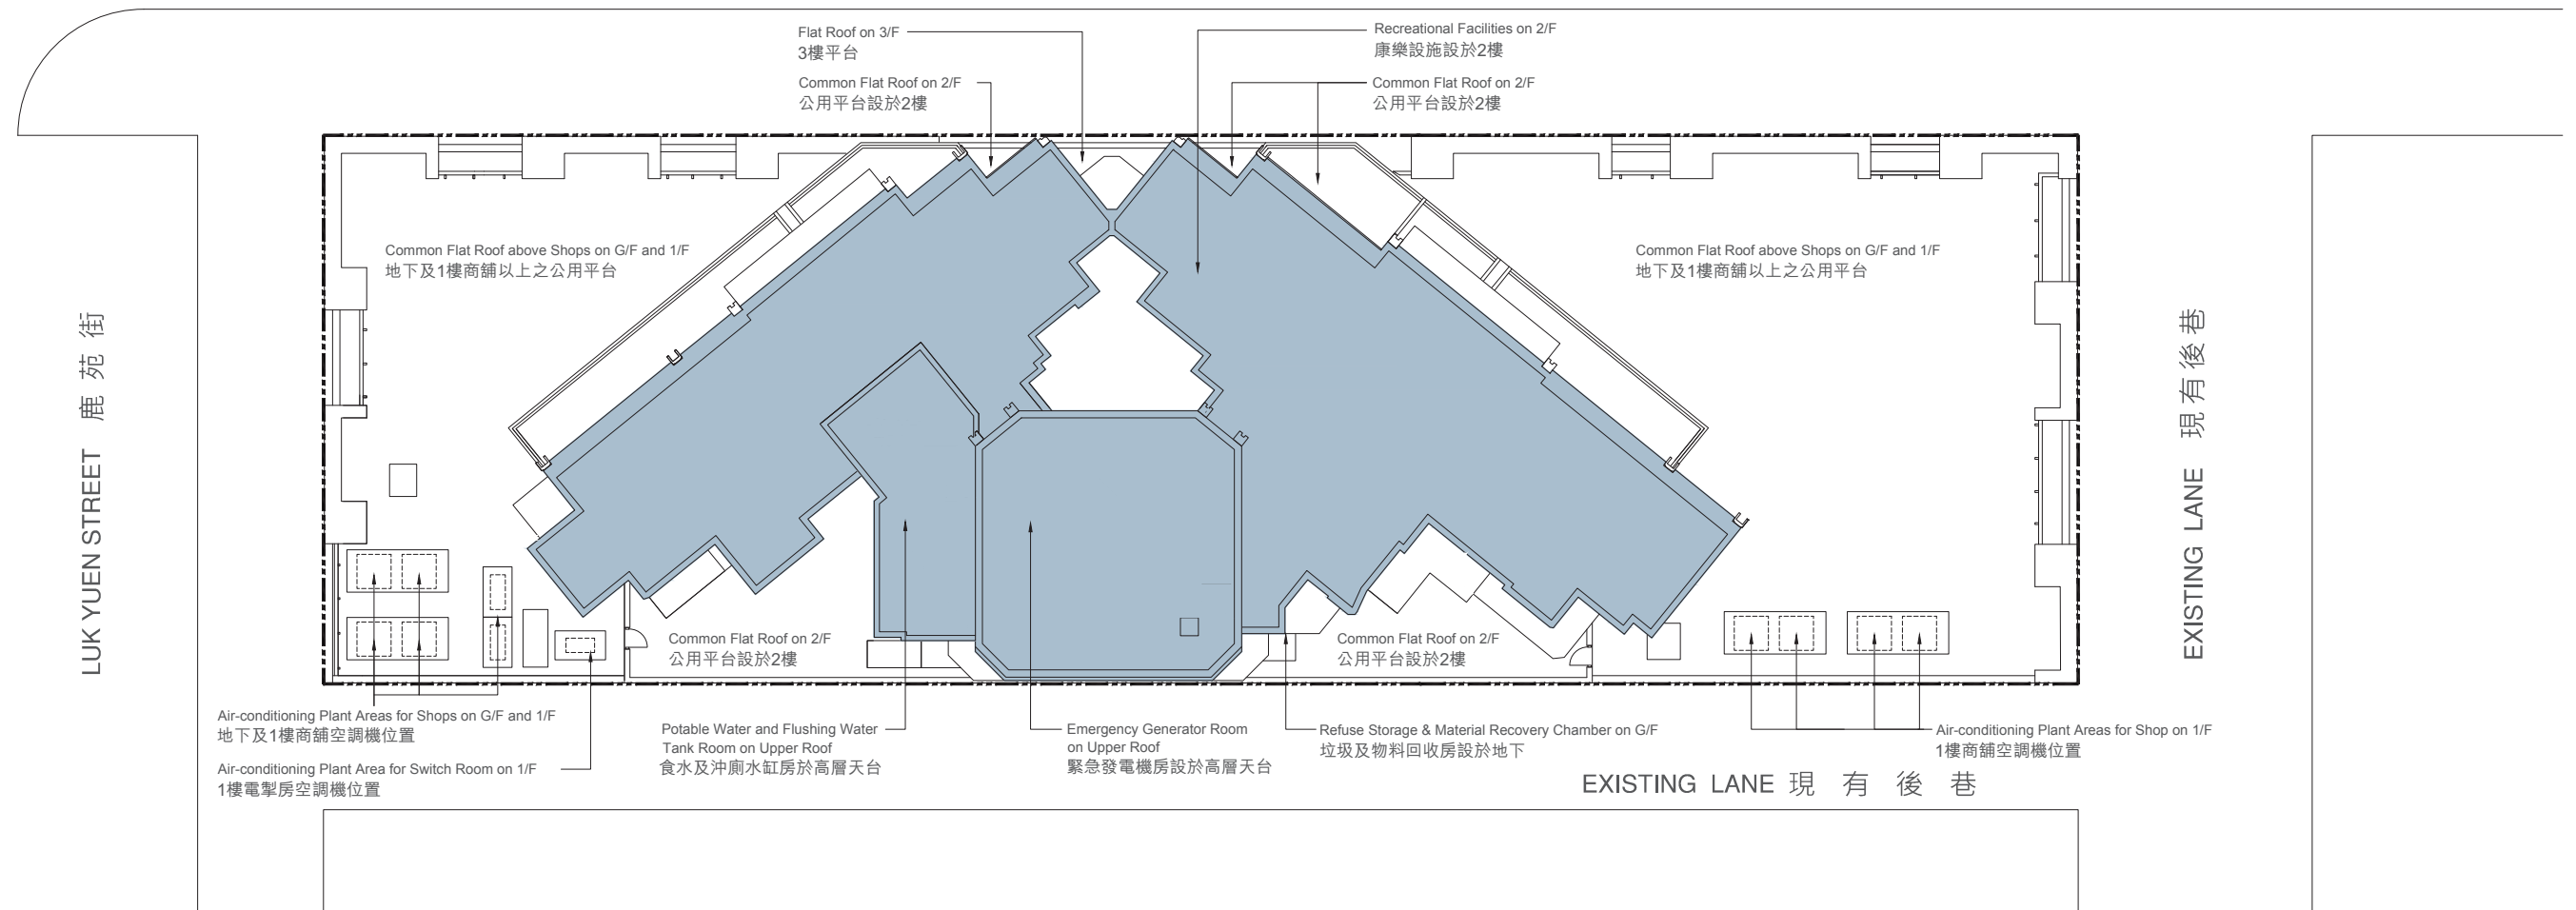 Flat Roof on 3/F
3樓平台
Common Flat Roof on 2/F
公用平台設於2樓
Recreational Facilities on 2/F
康樂設施設於2樓
Common Flat Roof on 2/F
公用平台設於2樓
Common Flat Roof above Shops on G/F and 1/F
地下及1樓商舖以上之公用平台
Common Flat Roof above Shops on G/F and 1/F
地下及1樓商舖以上之公用平台
LUK YUEN STREET 鹿苑街
EXISTING LANE 現有後巷
Common Flat Roof on 2/F
公用平台設於2樓
Common Flat Roof on 2/F
公用平台設於2樓
Air-conditioning Plant Areas for Shops on G/F and 1/F
地下及1樓商舖空調機位置
Air-conditioning Plant Area for Switch Room on 1/F
1樓電掣房空調機位置
Potable Water and Flushing Water
Tank Room on Upper Roof
食水及沖廁水缸房於高層天台
Emergency Generator Room
on Upper Roof
緊急發電機房設於高層天台
Refuse Storage & Material Recovery Chamber on G/F
垃圾及物料回收房設於地下
Air-conditioning Plant Areas for Shop on 1/F
1樓商舖空調機位置
EXISTING LANE 現有後巷